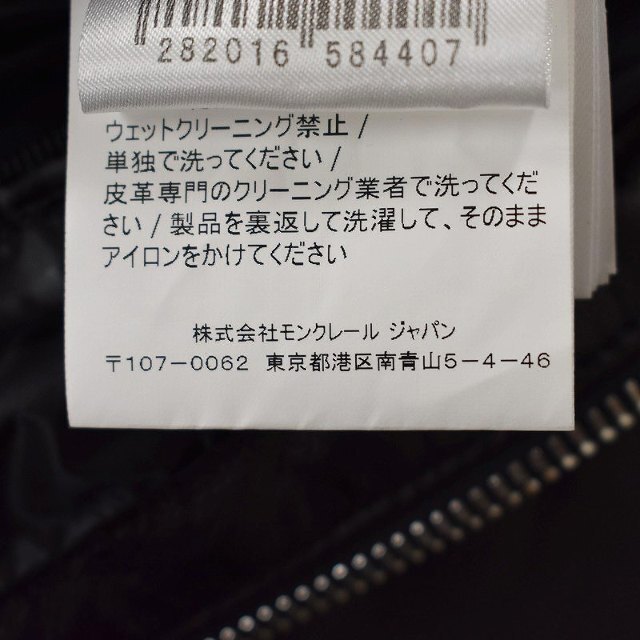 282016 584407
ウェットクリーニング禁止 /
単独で洗ってください /
皮革専門のクリーニング業者で洗ってくだ
さい / 製品を裏返して洗濯して、そのまま
アイロンをかけてください
株式会社モンクレール ジャパン
〒107-0062 東京都港区南青山5-4-46